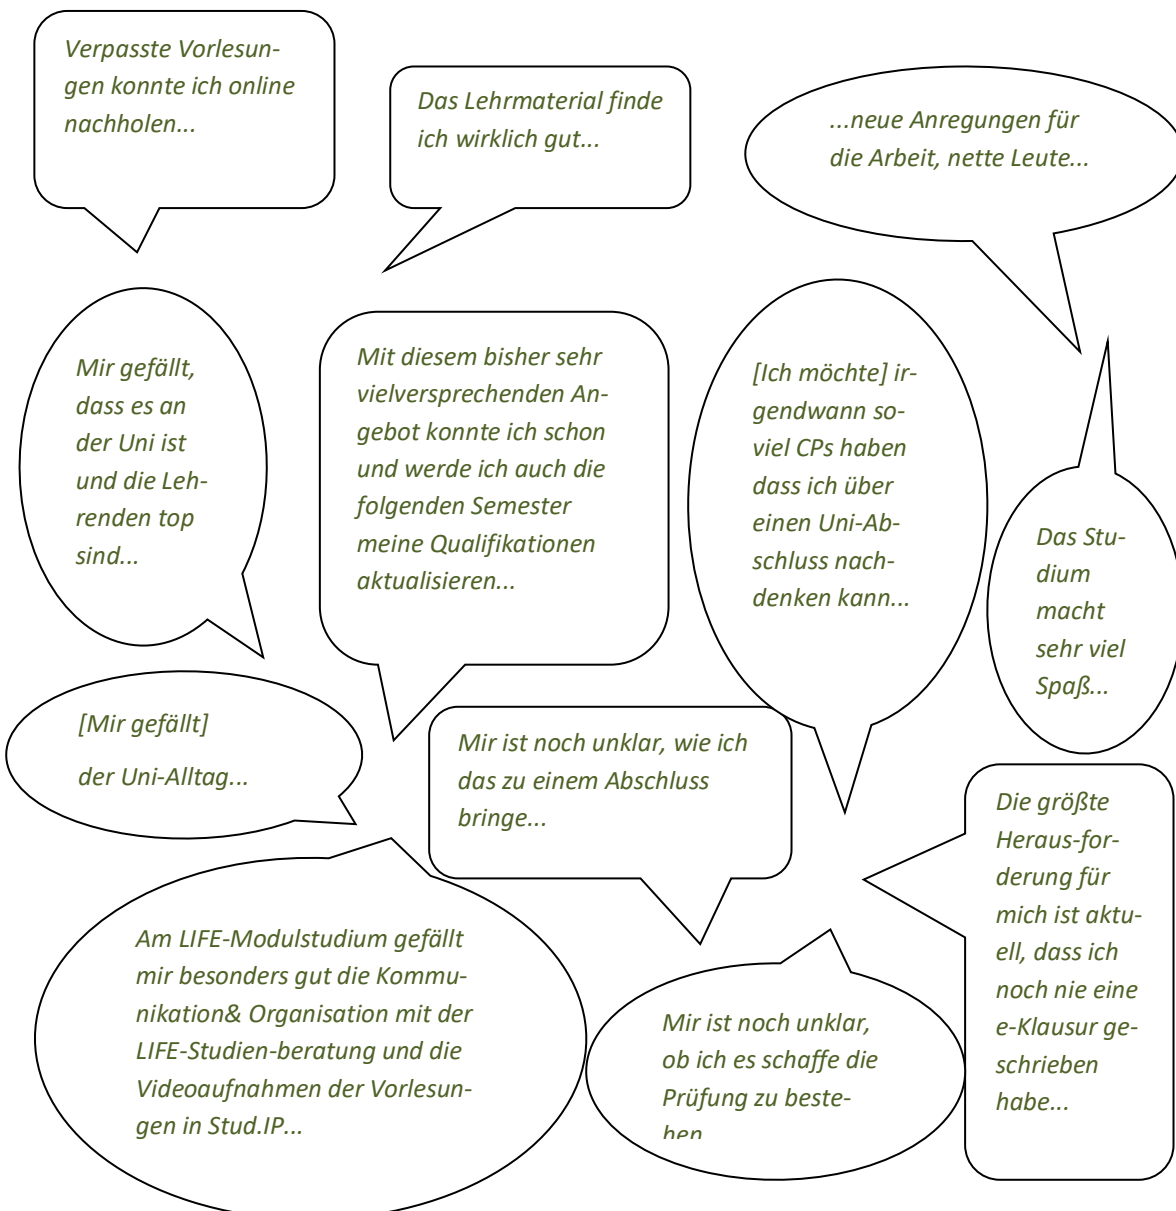 Verpasste Vorlesun-
gen konnte ich online
nachholen...
Das Lehrmaterial finde
ich wirklich gut...
...neue Anregungen für
die Arbeit, nette Leute...
Mir gefällt,
dass es an
der Uni ist
und die Leh-
renden top
sind...
Mit diesem bisher sehr
vielversprechenden An-
gebot konnte ich schon
und werde ich auch die
folgenden Semester
meine Qualifikationen
aktualisieren...
[Ich möchte] ir-
gendwann so-
viel CPs haben
dass ich über
einen Uni-Ab-
schluss nach-
denken kann...
Das Stu-
dium
macht
sehr viel
Spaß...
[Mir gefällt]
der Uni-Alltag...
Mir ist noch unklar, wie ich
das zu einem Abschluss
bringe...
Die größte
Heraus-for-
derung für
mich ist aktu-
ell, dass ich
noch nie eine
e-Klausur ge-
schrieben
habe...
Am LIFE-Modulstudium gefällt
mir besonders gut die Kommu-
nikation& Organisation mit der
LIFE-Studien-beratung und die
Videoaufnahmen der Vorlesun-
gen in Stud.IP...
Mir ist noch unklar,
ob ich es schaffe die
Prüfung zu beste-
hen